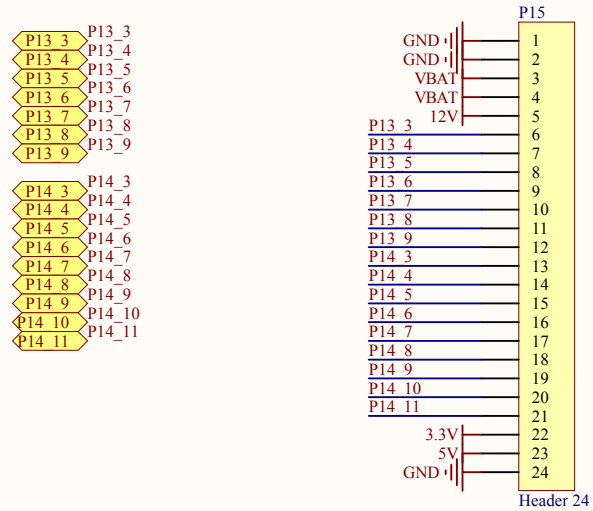 P15
P13_3 P13_3
P13_4 P13_4
P13_5 P13_5
P13_6 P13_6
P13_7 P13_7
P13_8 P13_8
P13_9 P13_9
P14_3 P14_3
P14_4 P14_4
P14_5 P14_5
P14_6 P14_6
P14_7 P14_7
P14_8 P14_8
P14_9 P14_9
P14_10 P14_10
P14_11 P14_11
GND 1
GND 2
VBAT 3
VBAT 4
12V 5
P13_3 6
P13_4 7
P13_5 8
P13_6 9
P13_7 10
P13_8 11
P13_9 12
P14_3 13
P14_4 14
P14_5 15
P14_6 16
P14_7 17
P14_8 18
P14_9 19
P14_10 20
P14_11 21
3.3V 22
5V 23
GND 24
Header 24